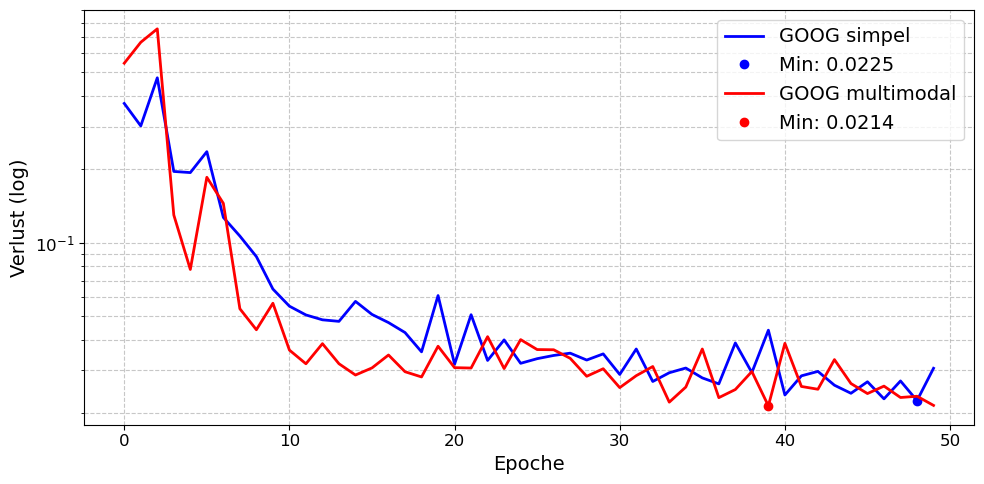 GOOG simpel
Min: 0.0225
GOOG multimodal
Min: 0.0214
Verlust (log)
10⁻¹
0 10 20 30 40 50
Epoche